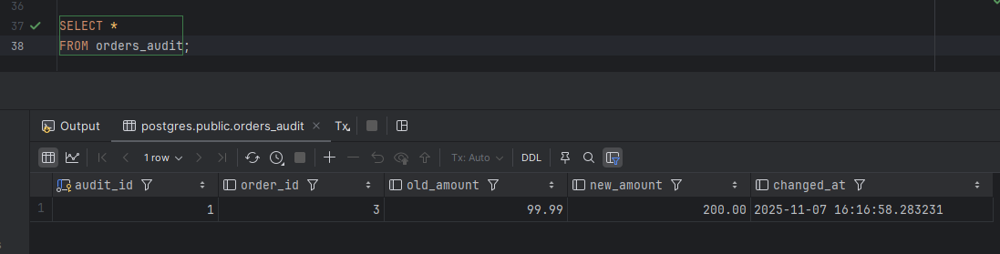 36
37 SELECT *
38 FROM orders_audit;
Output postgres.public.orders_audit Tx
1 row Tx: Auto DDL
audit_id order_id old_amount new_amount changed_at
1 1 3 99.99 200.00 2025-11-07 16:16:58.283231